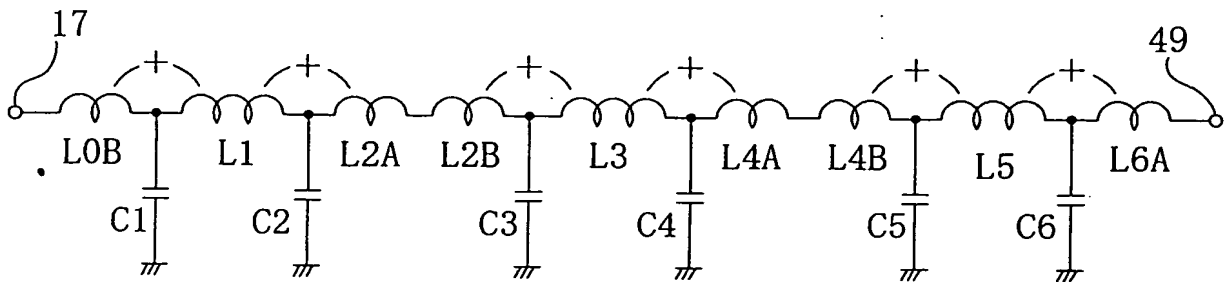 17
49
+ + + + + +
L0B L1 L2A L2B L3 L4A L4B L5 L6A
C1 C2 C3 C4 C5 C6